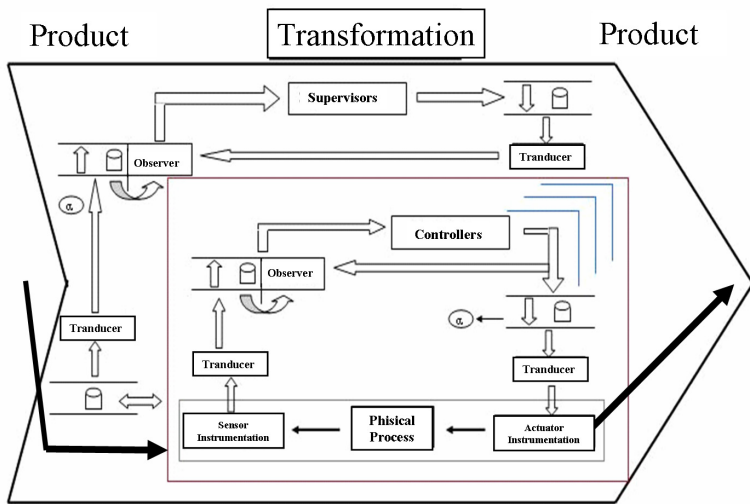 Product
Transformation
Product
Supervisors
Observer
Tranducer
α
Controllers
Observer
α
Tranducer
Tranducer
Tranducer
Sensor
Instrumentation
Phisical
Process
Actuator
Instrumentation